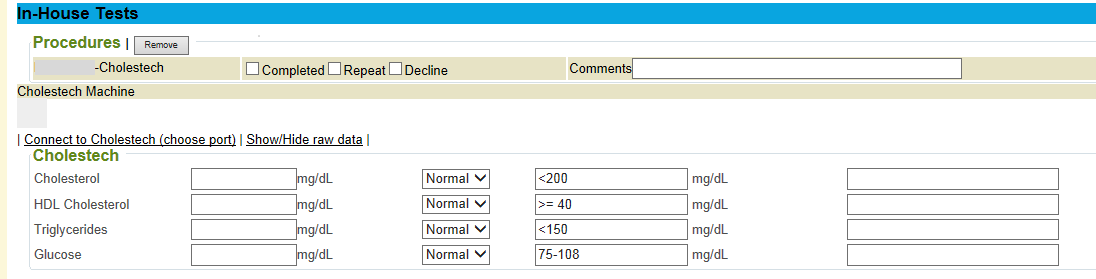 In-House Tests
Procedures | Remove
-Cholestech Completed Repeat Decline Comments
Cholestech Machine
| Connect to Cholestech (choose port) | Show/Hide raw data |
Cholestech
Cholesterol mg/dL Normal <200 mg/dL
HDL Cholesterol mg/dL Normal >= 40 mg/dL
Triglycerides mg/dL Normal <150 mg/dL
Glucose mg/dL Normal 75-108 mg/dL